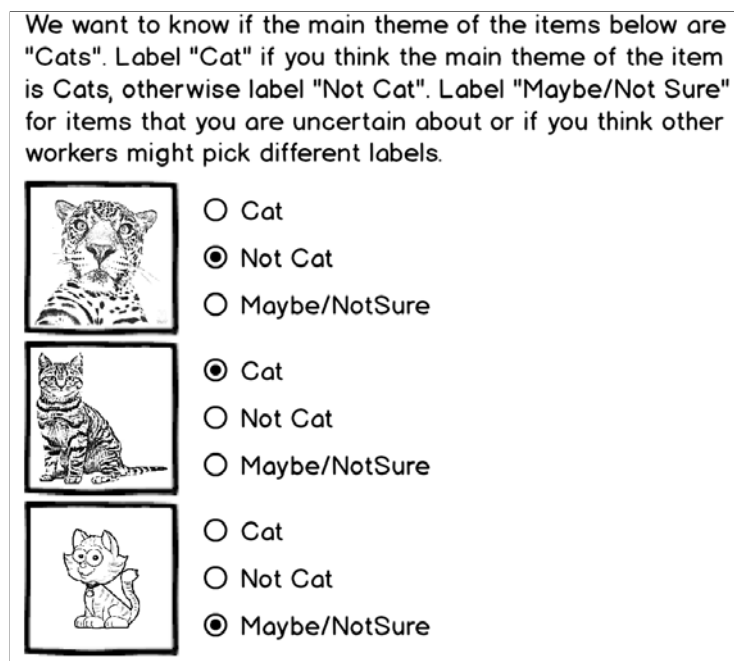 We want to know if the main theme of the items below are
"Cats". Label "Cat" if you think the main theme of the item
is Cats, otherwise label "Not Cat". Label "Maybe/Not Sure"
for items that you are uncertain about or if you think other
workers might pick different labels.
Cat
Not Cat
Maybe/NotSure
Cat
Not Cat
Maybe/NotSure
Cat
Not Cat
Maybe/NotSure